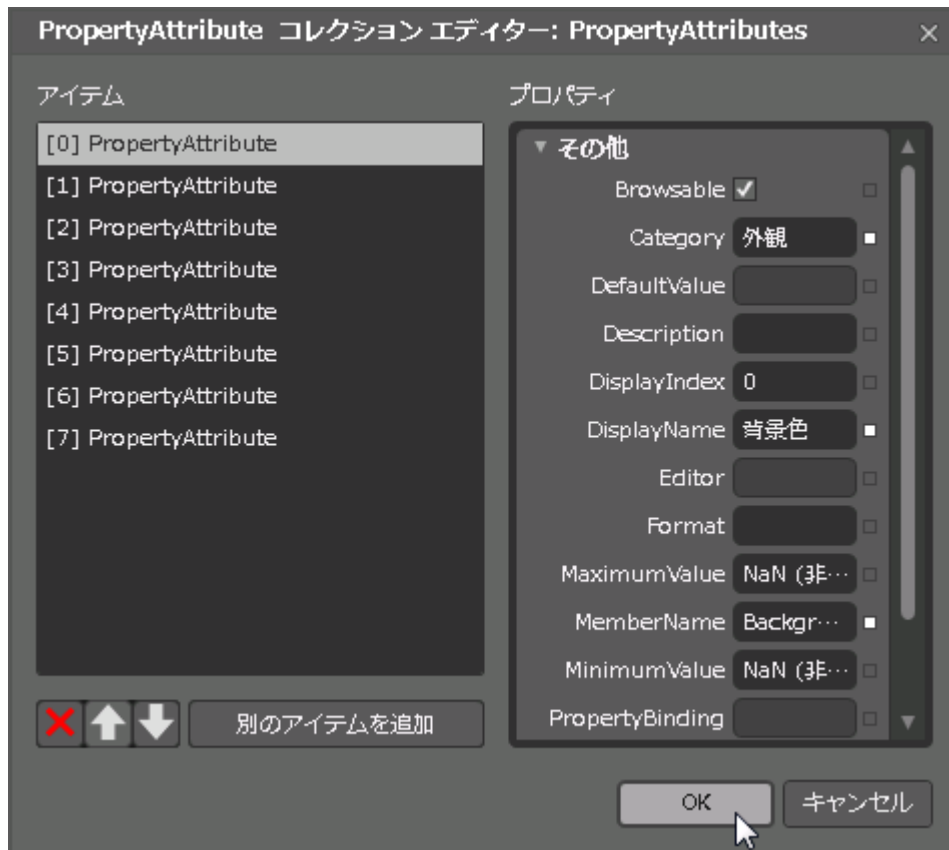 PropertyAttribute コレクション エディター: PropertyAttributes
アイテム
[0] PropertyAttribute
[1] PropertyAttribute
[2] PropertyAttribute
[3] PropertyAttribute
[4] PropertyAttribute
[5] PropertyAttribute
[6] PropertyAttribute
[7] PropertyAttribute
別のアイテムを追加
プロパティ
その他
Browsable
Category 外観
DefaultValue
Description
DisplayIndex 0
DisplayName 背景色
Editor
Format
MaximumValue NaN (非…
MemberName Backgr…
MinimumValue NaN (非…
PropertyBinding
OK キャンセル